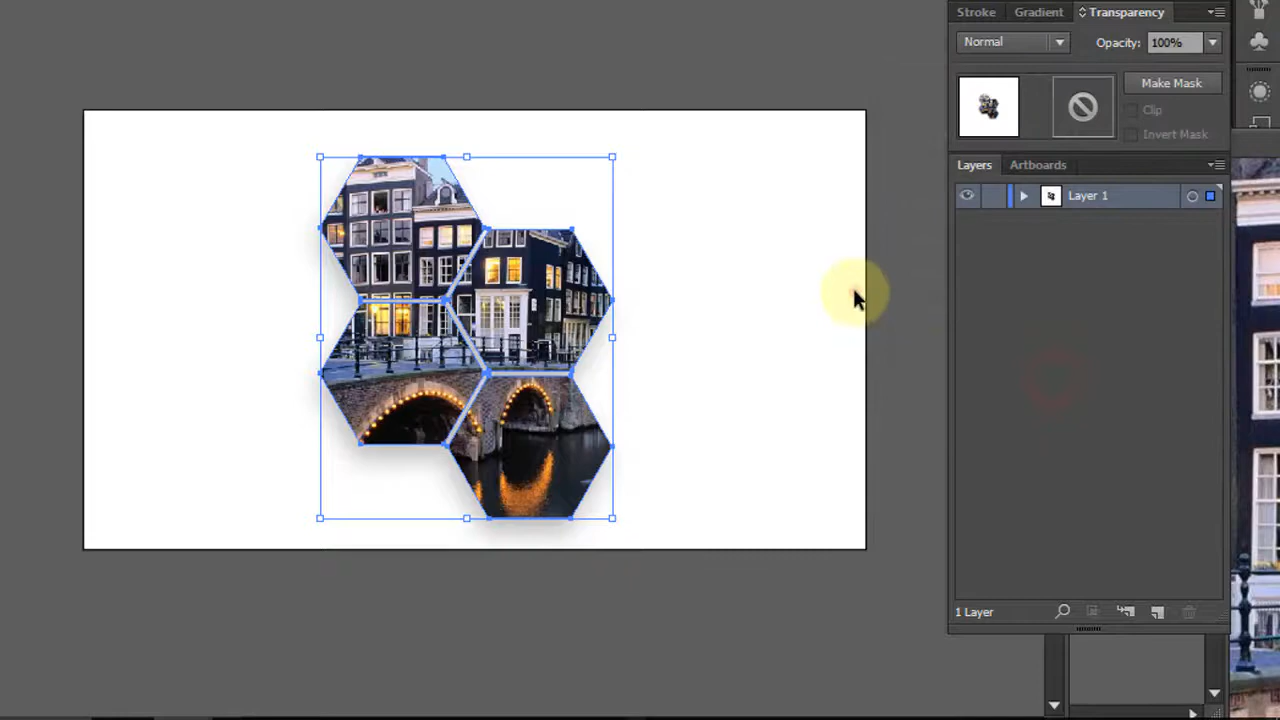 Stroke Gradient Transparency
Normal Opacity: 100%
Make Mask
Clip
Invert Mask
Layers Artboards
Layer 1
1 Layer